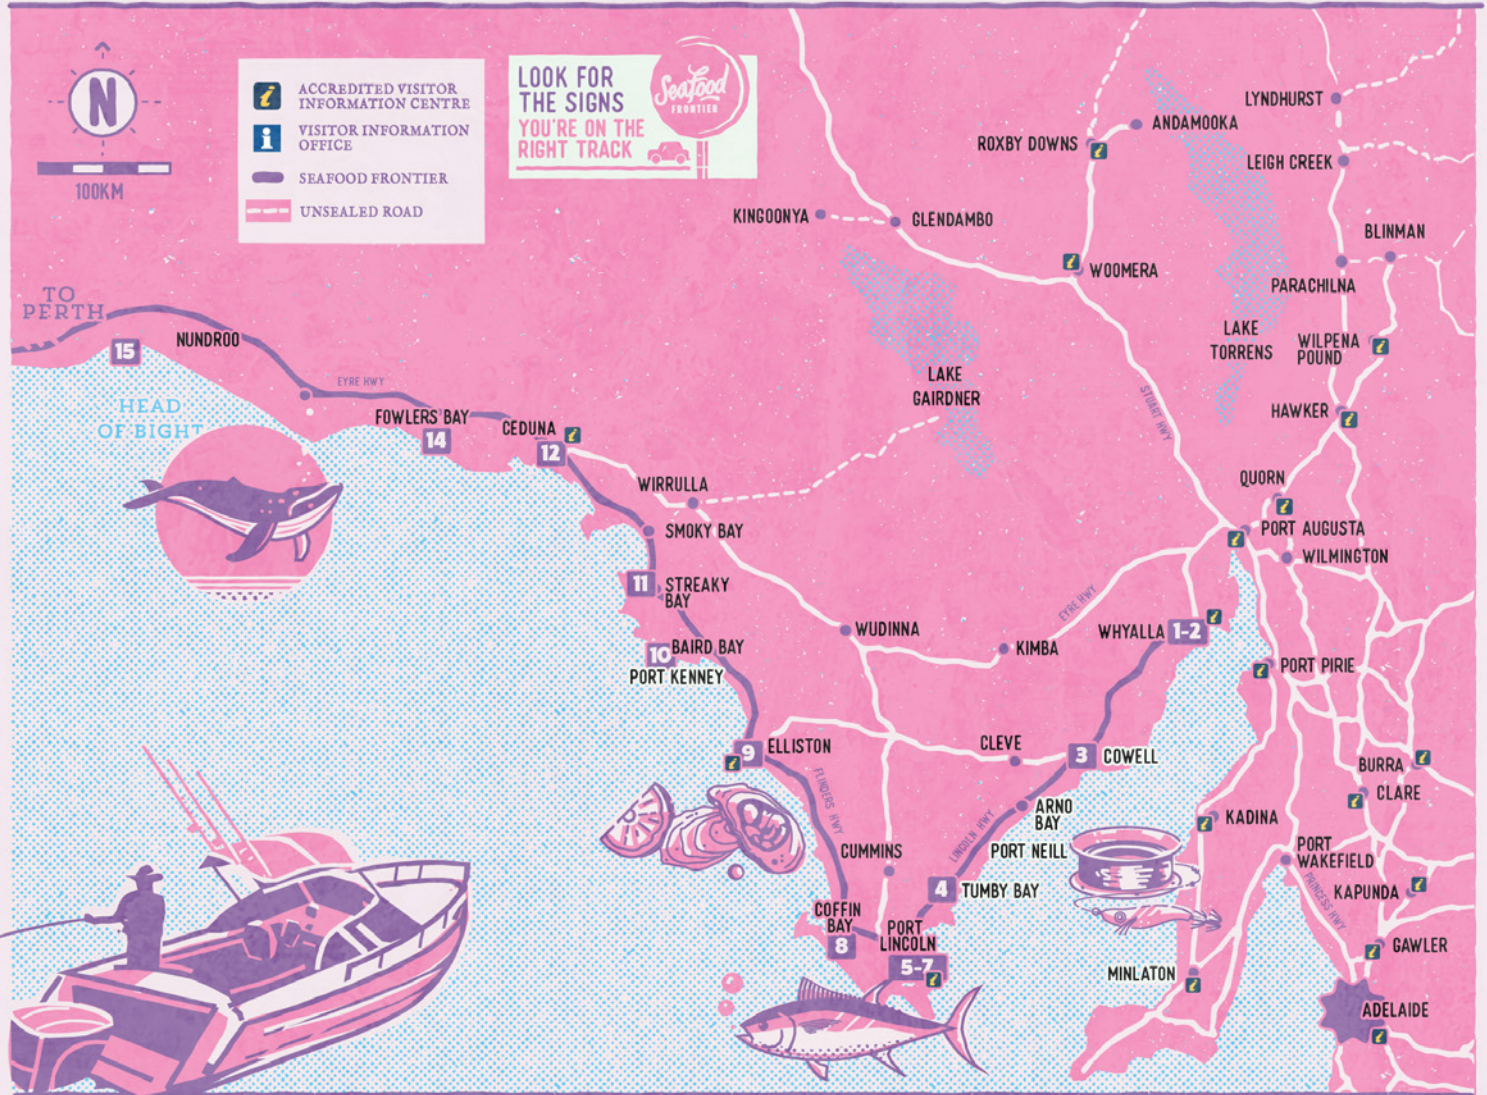 N
100KM
ACCREDITED VISITOR
INFORMATION CENTRE
VISITOR INFORMATION
OFFICE
SEAFOOD FRONTIER
UNSEALED ROAD
LOOK FOR
THE SIGNS
YOU'RE ON THE
RIGHT TRACK
Seafood
FRONTIER
LYNDHURST
ANDAMOOKA
ROXBY DOWNS
LEIGH CREEK
KINGOONYA
GLENDAMBO
BLINMAN
WOOMERA
PARACHILNA
TO
PERTH
NUNDROO
15
LAKE
TORRENS
WILPENA
POUND
EYRE HWY
LAKE
GAIRDNER
STUART HWY
HEAD
OF BIGHT
FOWLERS BAY
14
CEDUNA
12
HAWKER
WIRRULLA
QUORN
SMOKY BAY
PORT AUGUSTA
WILMINGTON
11
STREAKY
BAY
EYRE HWY
WUDINNA
WHYALLA
1-2
10
BAIRD BAY
KIMBA
PORT KENNEY
PORT PIRIE
9
ELLISTON
CLEVE
3
COWELL
BURRA
CLARE
FLINDERS HWY
ARNO
BAY
KADINA
LINCOLN HWY
PORT NEILL
CUMMINS
PORT
WAKEFIELD
4
TUMBY BAY
KAPUNDA
PRINCESS HWY
COFFIN
BAY
8
PORT
LINCOLN
5-7
GAWLER
MINLATON
ADELAIDE